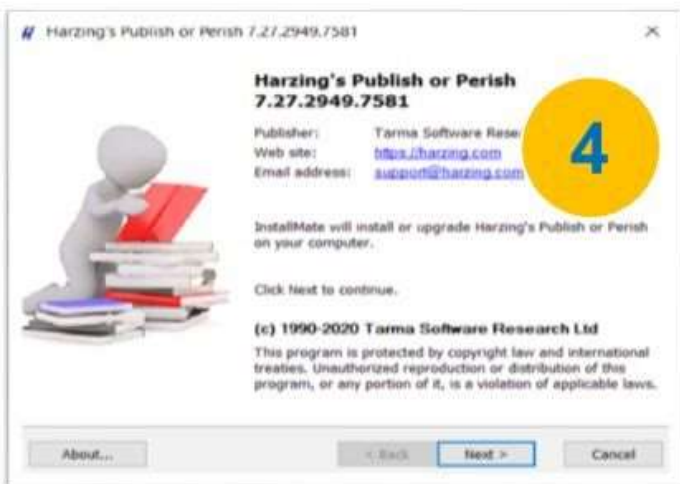 Harzing's Publish or Perish 7.27.2949.7581
Harzing's Publish or Perish
7.27.2949.7581
Publisher: Tarma Software Rese
Web site: https://harzing.com
Email address: support@harzing.com
4
InstallMate will install or upgrade Harzing's Publish or Perish
on your computer.
Click Next to continue.
(c) 1990-2020 Tarma Software Research Ltd
This program is protected by copyright law and international
treaties. Unauthorized reproduction or distribution of this
program, or any portion of it, is a violation of applicable laws.
About... < Back Next > Cancel